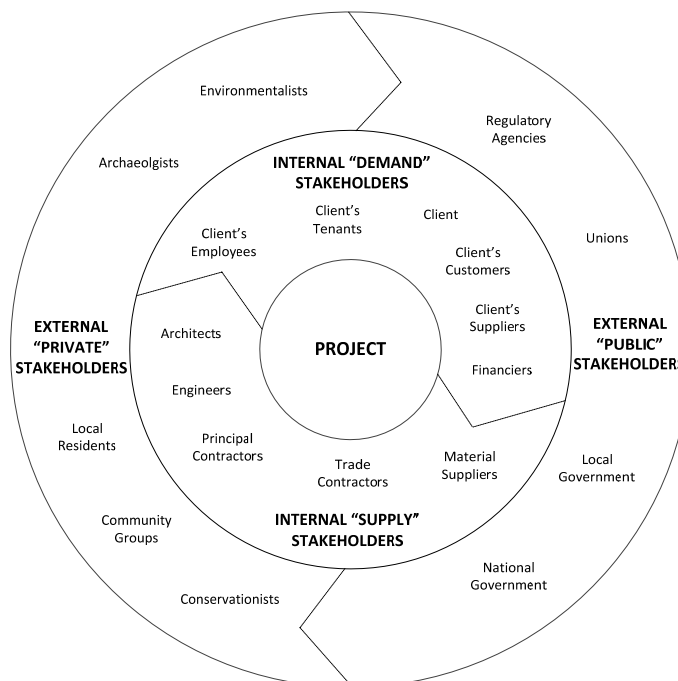 Environmentalists
Regulatory
Agencies
Archaeolgists
INTERNAL “DEMAND”
STAKEHOLDERS
Client’s
Tenants
Client
Client’s
Employees
Unions
Client’s
Customers
Client’s
Suppliers
EXTERNAL
“PRIVATE”
STAKEHOLDERS
Architects
PROJECT
EXTERNAL
“PUBLIC”
STAKEHOLDERS
Financiers
Engineers
Local
Residents
Principal
Contractors
Trade
Contractors
Material
Suppliers
Local
Government
Community
Groups
INTERNAL “SUPPLY”
STAKEHOLDERS
National
Government
Conservationists